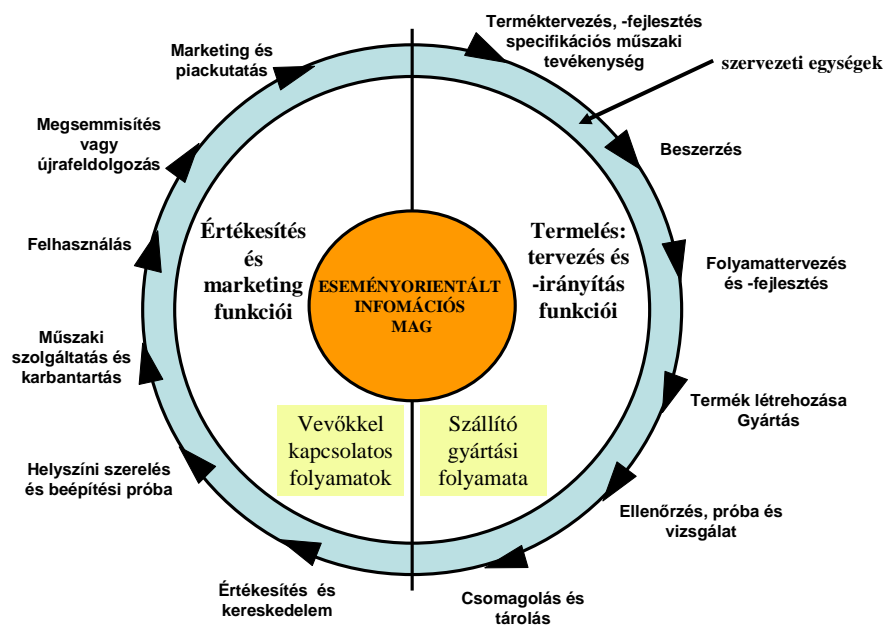 Terméktervezés, -fejlesztés
specifikációs műszaki
tevékenység
szervezeti egységek
Beszerzés
Folyamattervezés
és -fejlesztés
Termék létrehozása
Gyártás
Ellenőrzés, próba és
vizsgálat
Csomagolás és
tárolás
Értékesítés és
kereskedelem
Helyszíni szerelés
és beépítési próba
Műszaki
szolgáltatás és
karbantartás
Felhasználás
Megsemmisítés
vagy
újrafeldolgozás
Marketing és
piackutatás
Értékesítés
és
marketing
funkciói
Termelés:
tervezés és
-irányítás
funkciói
ESEMÉNYORIENTÁLT
INFOMÁCIÓS
MAG
Vevőkkel
kapcsolatos
folyamatok
Szállító
gyártási
folyamata